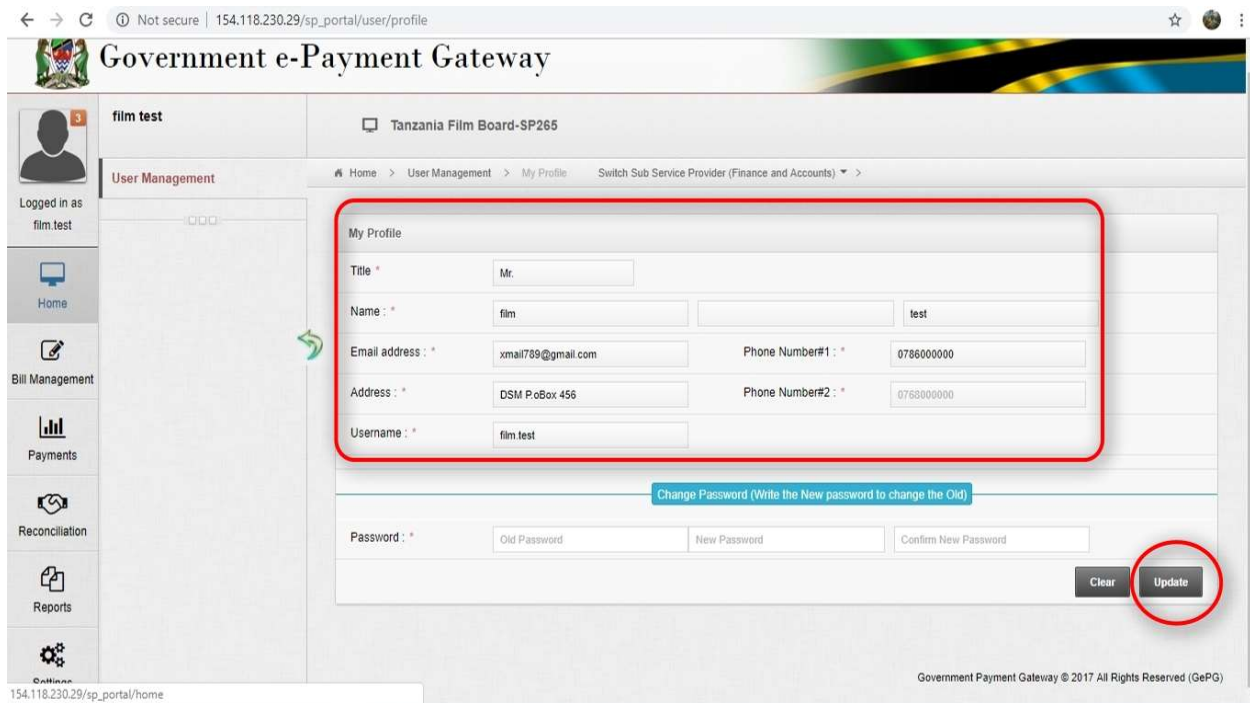 Not secure | 154.118.230.29/sp_portal/user/profile
Government e-Payment Gateway
3
film test
Tanzania Film Board-SP265
User Management
Home > User Management > My Profile Switch Sub Service Provider (Finance and Accounts) >
Logged in as
film.test
My Profile
Title * Mr.
Name : * film test
Home
Email address : * xmail789@gmail.com Phone Number#1 : * 0786000000
Bill Management
Address : * DSM P.oBox 456 Phone Number#2 : * 0768000000
Username : * film.test
Payments
Change Password (Write the New password to change the Old)
Reconciliation
Password : * Old Password New Password Confirm New Password
Clear Update
Reports
Settings
Government Payment Gateway © 2017 All Rights Reserved (GePG)
154.118.230.29/sp_portal/home